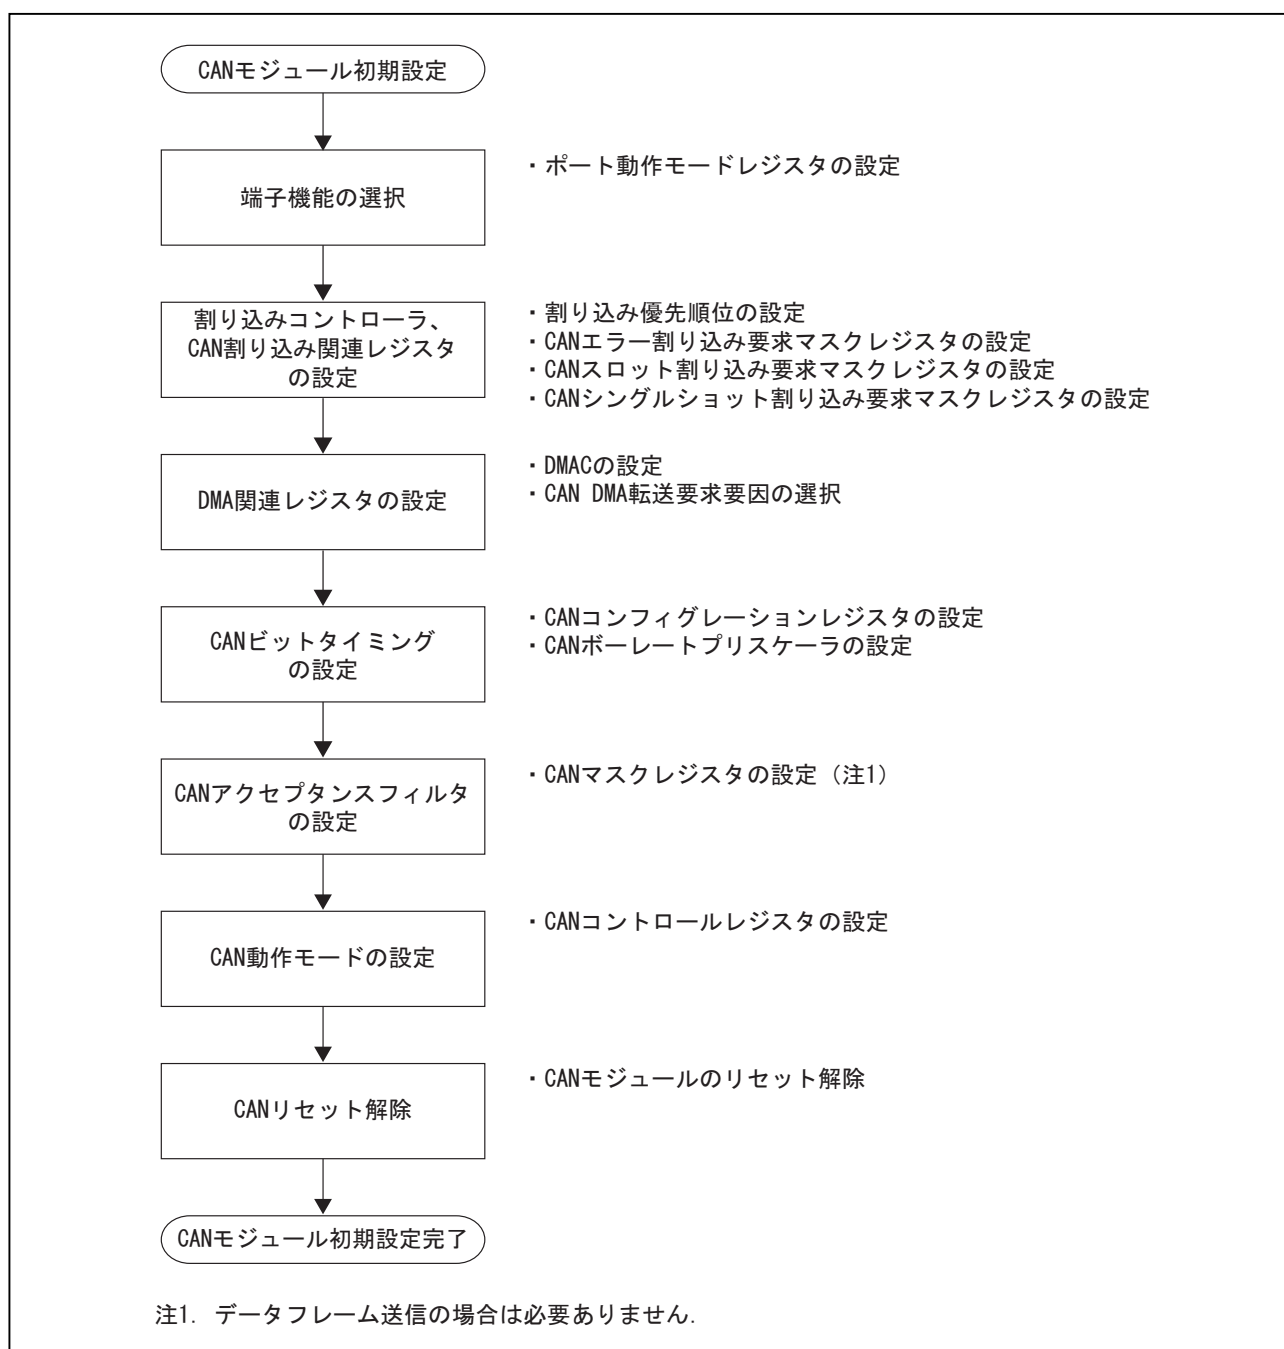 CANモジュール初期設定
端子機能の選択
・ポート動作モードレジスタの設定
割り込みコントローラ、
CAN割り込み関連レジスタ
の設定
・割り込み優先順位の設定
・CANエラー割り込み要求マスクレジスタの設定
・CANスロット割り込み要求マスクレジスタの設定
・CANシングルショット割り込み要求マスクレジスタの設定
DMA関連レジスタの設定
・DMACの設定
・CAN DMA転送要求要因の選択
CANビットタイミング
の設定
・CANコンフィグレーションレジスタの設定
・CANボーレートプリスケーラの設定
CANアクセプタンスフィルタ
の設定
・CANマスクレジスタの設定（注1）
CAN動作モードの設定
・CANコントロールレジスタの設定
CANリセット解除
・CANモジュールのリセット解除
CANモジュール初期設定完了
注1. データフレーム送信の場合は必要ありません.